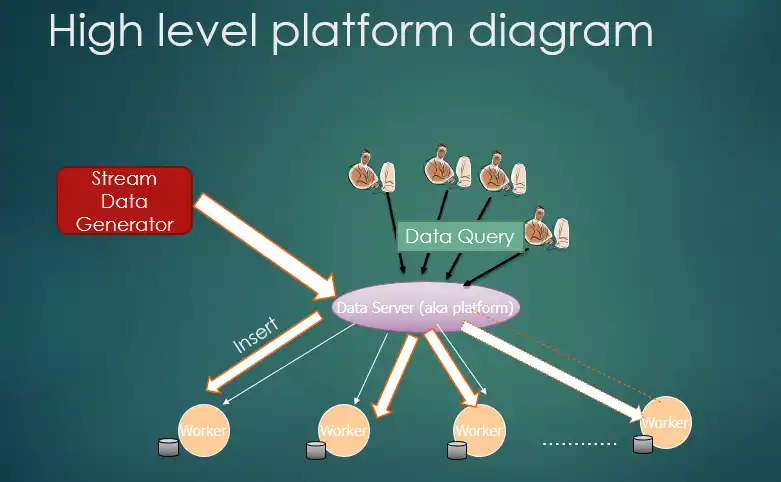 High level platform diagram
Stream
Data
Generator
Data Query
Data Server (aka platform)
Insert
Worker
Worker
Worker
Worker